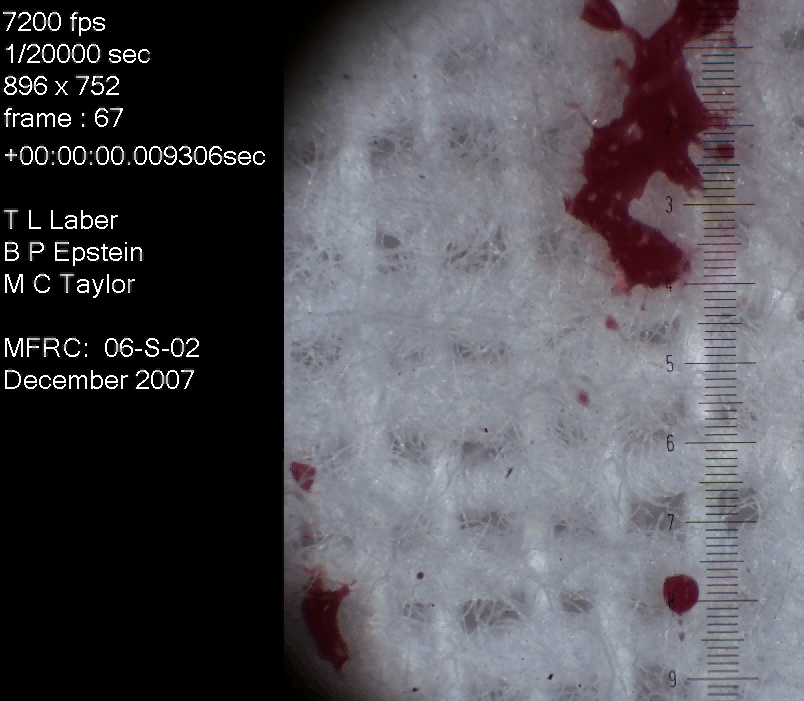 7200 fps
1/20000 sec
896 x 752
frame : 67
+00:00:00.009306sec
T L Laber
B P Epstein
M C Taylor
MFRC: 06-S-02
December 2007
1
2
3
4
5
6
7
8
9